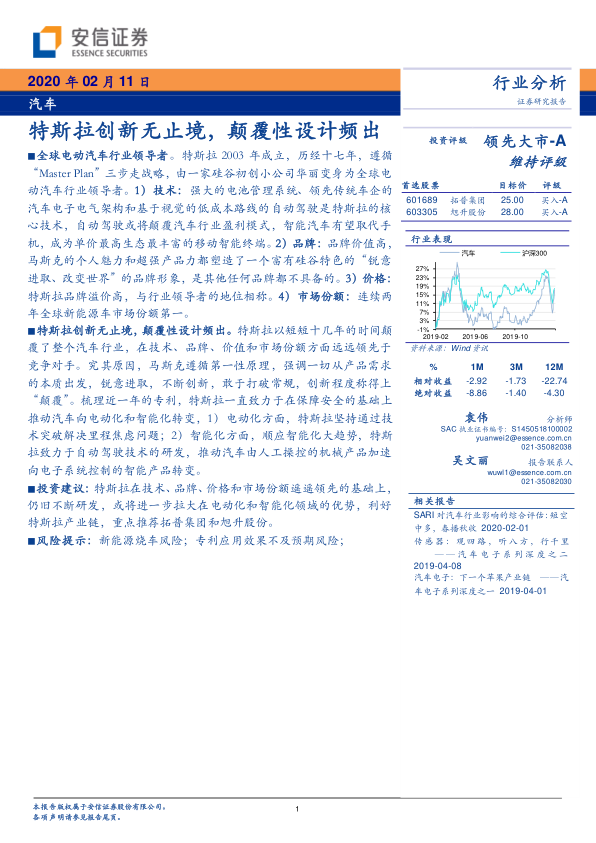 安信证券
ESSENCE SECURITIES
2020 年 02 月 11 日
汽车
特斯拉创新无止境，颠覆性设计频出
■全球电动汽车行业领导者。特斯拉 2003 年成立，历经十七年，遵循
“Master Plan”三步走战略，由一家硅谷初创小公司华丽变身为全球电
动汽车行业领导者。1）技术：强大的电池管理系统、领先传统车企的
汽车电子电气架构和基于视觉的低成本路线的自动驾驶是特斯拉的核
心技术，自动驾驶或将颠覆汽车行业盈利模式，智能汽车有望取代手
机，成为单价最高生态最丰富的移动智能终端。2）品牌：品牌价值高，
马斯克的个人魅力和超强产品力都塑造了一个富有硅谷特色的“锐意
进取、改变世界”的品牌形象，是其他任何品牌都不具备的。3）价格：
特斯拉品牌溢价高，与行业领导者的地位相称。4）市场份额：连续两
年全球新能源车市场份额第一。
■特斯拉创新无止境，颠覆性设计频出。特斯拉以短短十几年的时间颠
覆了整个汽车行业，在技术、品牌、价值和市场份额方面远远领先于
竞争对手。究其原因，马斯克遵循第一性原理，强调一切从产品需求
的本质出发，锐意进取，不断创新，敢于打破常规，创新程度称得上
“颠覆”。梳理近一年的专利，特斯拉一直致力于在保障安全的基础上
推动汽车向电动化和智能化转变，1）电动化方面，特斯拉坚持通过技
术突破解决里程焦虑问题；2）智能化方面，顺应智能化大趋势，特斯
拉致力于自动驾驶技术的研发，推动汽车由人工操控的机械产品加速
向电子系统控制的智能产品转变。
■投资建议：特斯拉在技术、品牌、价格和市场份额遥遥领先的基础上，
仍旧不断研发，或将进一步拉大在电动化和智能化领域的优势，利好
特斯拉产业链，重点推荐拓普集团和旭升股份。
■风险提示：新能源烧车风险；专利应用效果不及预期风险；
行业分析
证券研究报告
投资评级 领先大市-A
维持评级
首选股票 目标价 评级
601689 拓普集团 25.00 买入-A
603305 旭升股份 28.00 买入-A
行业表现
汽车 沪深300
27%
23%
19%
15%
11%
7%
3%
-1%
2019-02 2019-06 2019-10
资料来源：Wind 资讯
% 1M 3M 12M
相对收益 -2.92 -1.73 -22.74
绝对收益 -8.86 -1.40 -4.30
袁伟 分析师
SAC 执业证书编号：S1450518100002
yuanwei2@essence.com.cn
021-35082038
吴文丽 报告联系人
wuwl1@essence.com.cn
021-35082030
相关报告
SARI 对汽车行业影响的综合评估：短空
中多，春播秋收 2020-02-01
传感器：观四路，听八方，行千里
——汽车电子系列深度之二
2019-04-08
汽车电子：下一个苹果产业链 ——汽
车电子系列深度之一 2019-04-01
本报告版权属于安信证券股份有限公司。
各项声明请参见报告尾页。
1